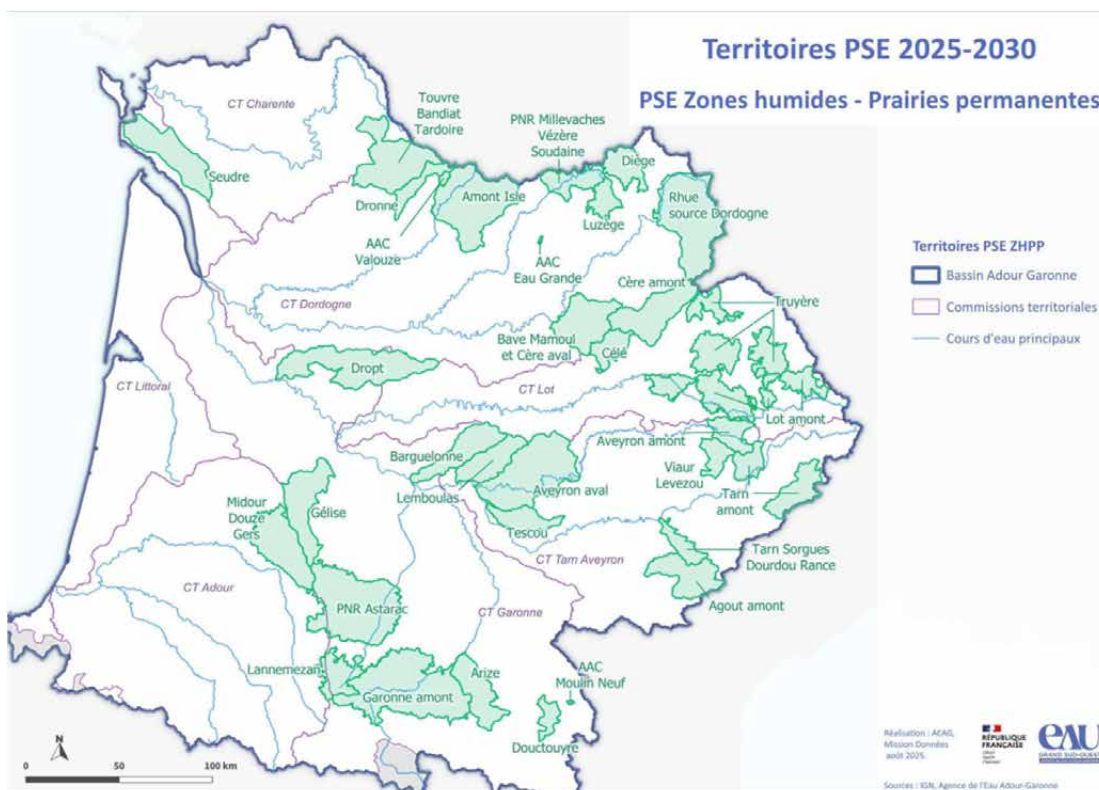 Territoires PSE 2025-2030
PSE Zones humides - Prairies permanentes
CT Charente
Touvre
Bandiat
Tardoire
PNR Millevaches
Vézère
Soudaine
Diège
Seudre
Dronne
Amont Isle
Luzège
Rhue
source Dordogne
AAC
Valouze
AAC
Eau Grande
Territoires PSE ZHPP
Bassin Adour Garonne
Commissions territoriales
Cours d'eau principaux
CT Dordogne
Cère amont
Truyère
Bave Mamoul
et Cère aval
Célé
Dropt
CT Littoral
CT Lot
Lot amont
Aveyron amont
Barguelonne
Viaur
Levezou
Lemboulas
Aveyron aval
Tarn
amont
Midour
Douze
Gers
Gélise
Tescou
CT Tarn Aveyron
Tarn Sorgues
Dourdou Rance
CT Adour
PNR Astarac
CT Garonne
Agout amont
Lannemezan
Garonne amont
Arize
AAC
Moulin Neuf
Douctouyre
N
0 50 100 km
Réalisation : AEAG,
Mission Données
août 2025.
RÉPUBLIQUE
FRANÇAISE
eau
GRAND SUD-OUEST
Sources : IGN, Agence de l'Eau Adour-Garonne